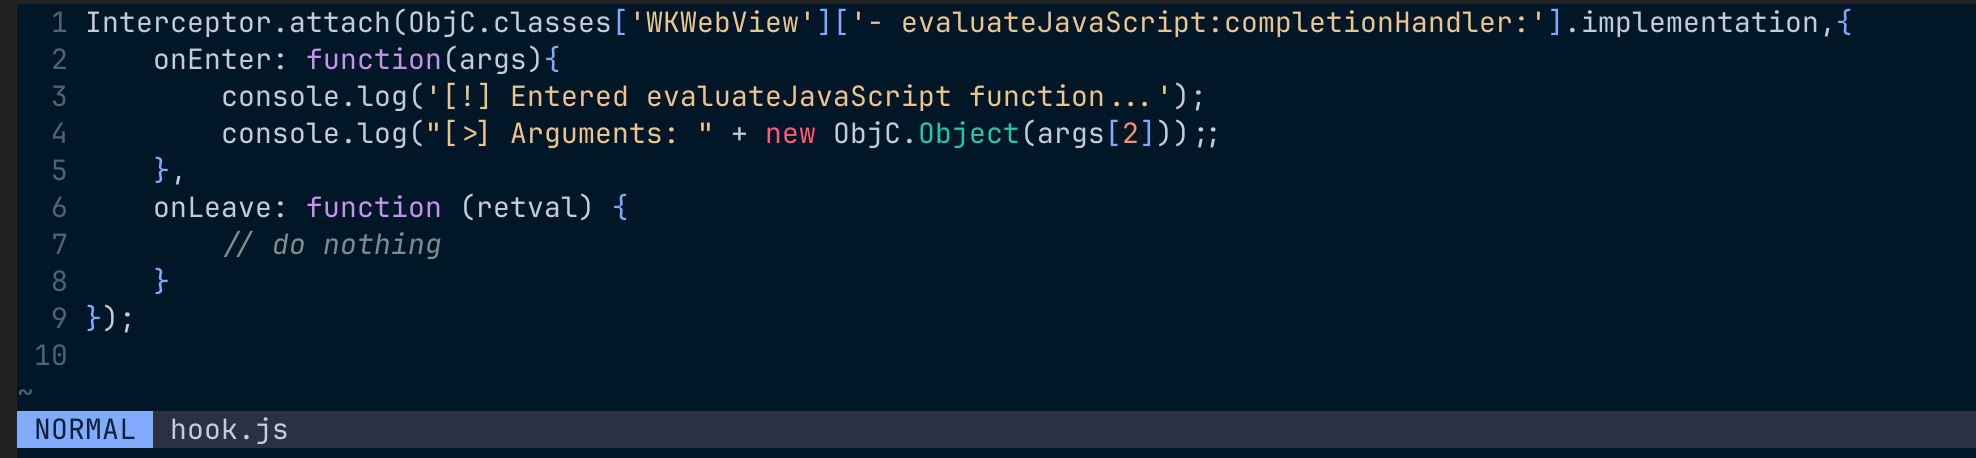 1 Interceptor.attach(ObjC.classes['WKWebView']['- evaluateJavaScript:completionHandler:'].implementation,{
2     onEnter: function(args){
3         console.log('[!] Entered evaluateJavaScript function...');
4         console.log("[>] Arguments: " + new ObjC.Object(args[2]));;
5     },
6     onLeave: function (retval) {
7         // do nothing
8     }
9 });
10
~
NORMAL hook.js